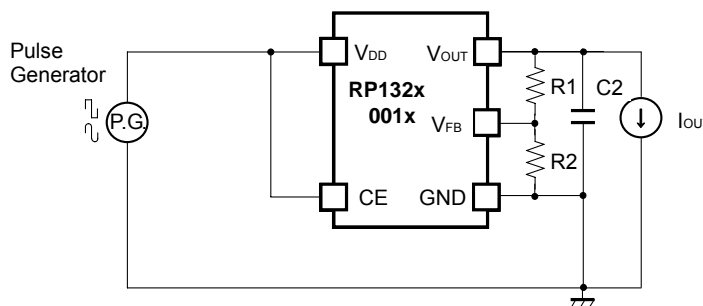 Pulse
Generator
P.G.
VDD
VOUT
RP132x
001x
VFB
CE
GND
R1
C2
R2
IOU